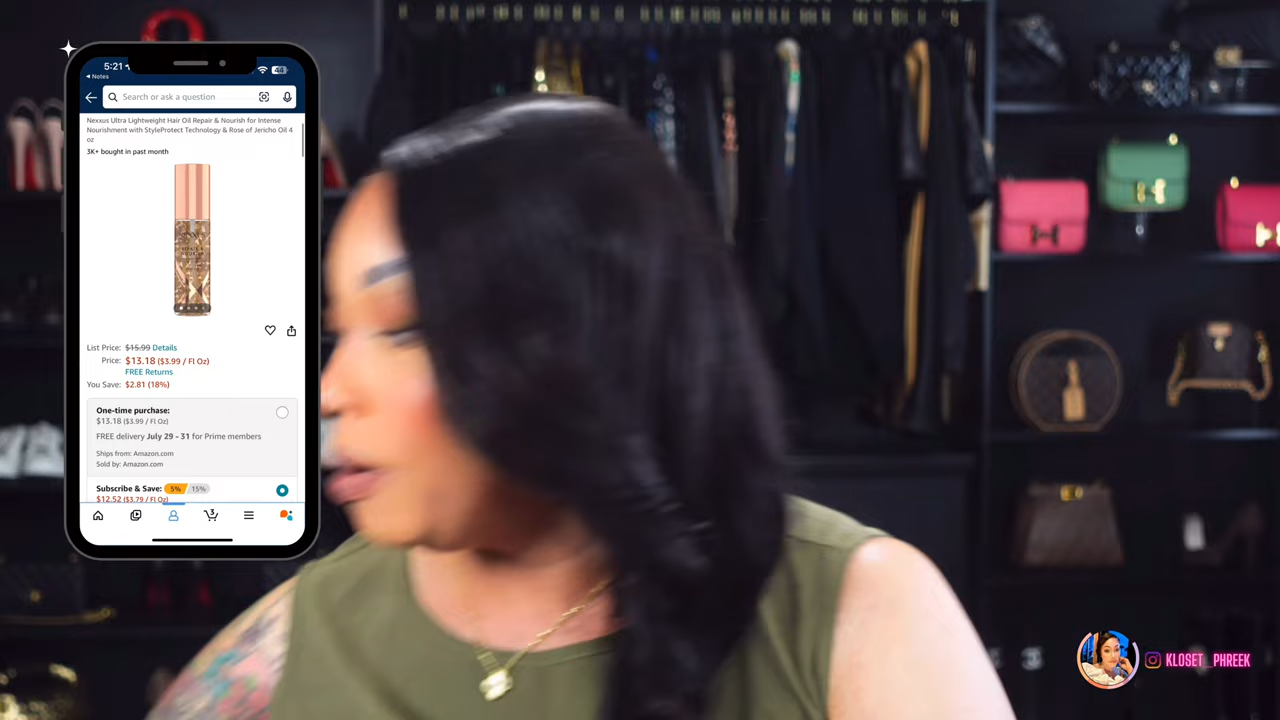 5:21
Notes
44
Search or ask a question
Nexxus Ultra Lightweight Hair Oil Repair & Nourish for Intense
Nourishment with StyleProtect Technology & Rose of Jericho Oil 4
oz
3K+ bought in past month
List Price: $15.99 Details
Price: $13.18 ($3.99 / Fl Oz)
FREE Returns
You Save: $2.81 (18%)
One-time purchase:
$13.18 ($3.99 / Fl Oz)
FREE delivery July 29 - 31 for Prime members
Ships from: Amazon.com
Sold by: Amazon.com
Subscribe & Save: 5% 15%
$12.52 ($3.79 / Fl Oz)
3
KLOSET_PHREEK